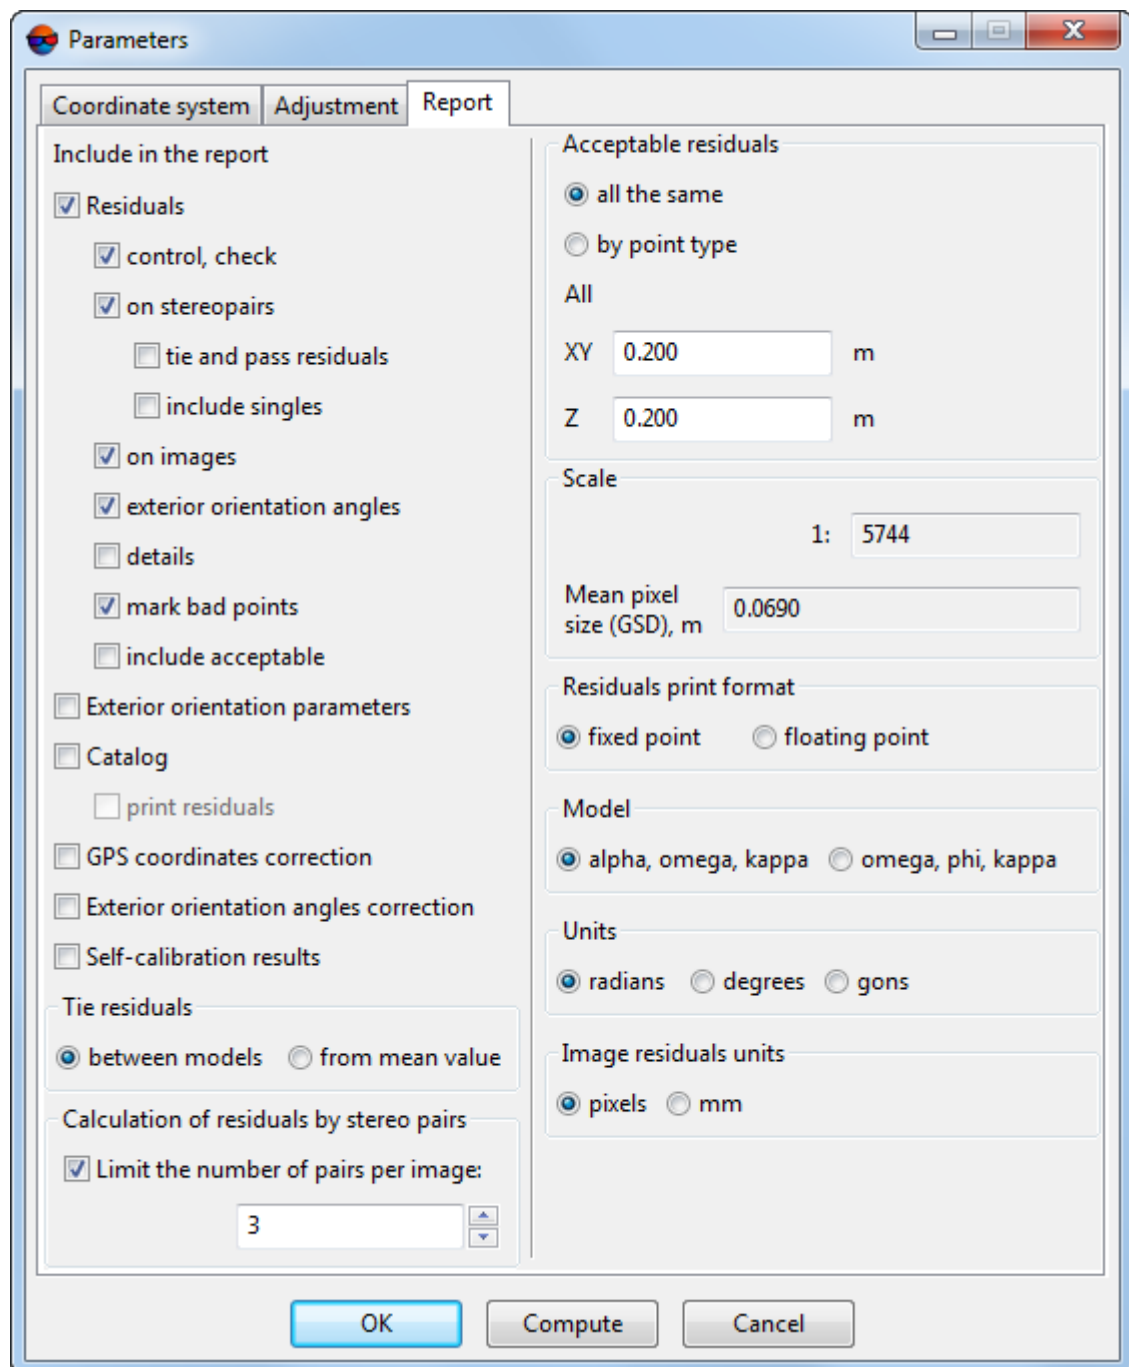 Parameters
Coordinate system
Adjustment
Report
Include in the report
Residuals
control, check
on stereopairs
tie and pass residuals
include singles
on images
exterior orientation angles
details
mark bad points
include acceptable
Exterior orientation parameters
Catalog
print residuals
GPS coordinates correction
Exterior orientation angles correction
Self-calibration results
Tie residuals
between models
from mean value
Calculation of residuals by stereo pairs
Limit the number of pairs per image:
3
Acceptable residuals
all the same
by point type
All
XY 0.200 m
Z 0.200 m
Scale
1: 5744
Mean pixel
size (GSD), m
0.0690
Residuals print format
fixed point
floating point
Model
alpha, omega, kappa
omega, phi, kappa
Units
radians
degrees
gons
Image residuals units
pixels
mm
OK
Compute
Cancel